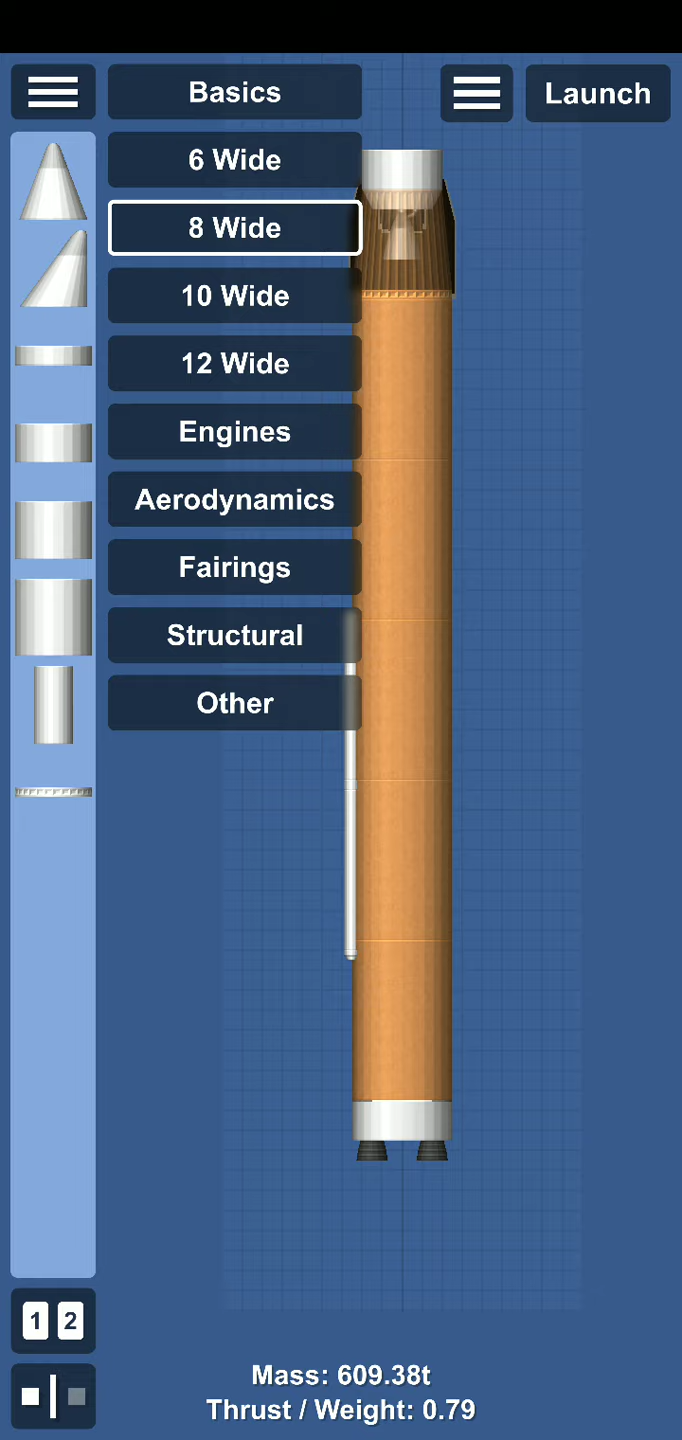 Basics
Launch
6 Wide
8 Wide
10 Wide
12 Wide
Engines
Aerodynamics
Fairings
Structural
Other
1 2
Mass: 609.38t
Thrust / Weight: 0.79